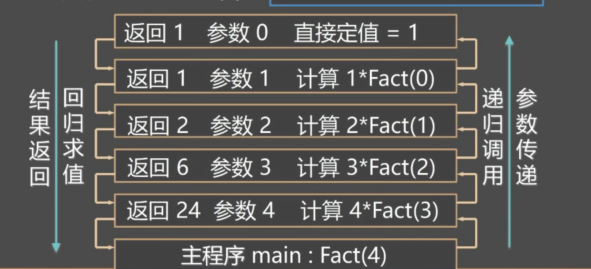 返回 1 参数 0 直接定值 = 1
返回 1 参数 1 计算 1*Fact(0)
返回 2 参数 2 计算 2*Fact(1)
返回 6 参数 3 计算 3*Fact(2)
返回 24 参数 4 计算 4*Fact(3)
主程序 main : Fact(4)
结果返回
回归求值
递归调用
参数传递